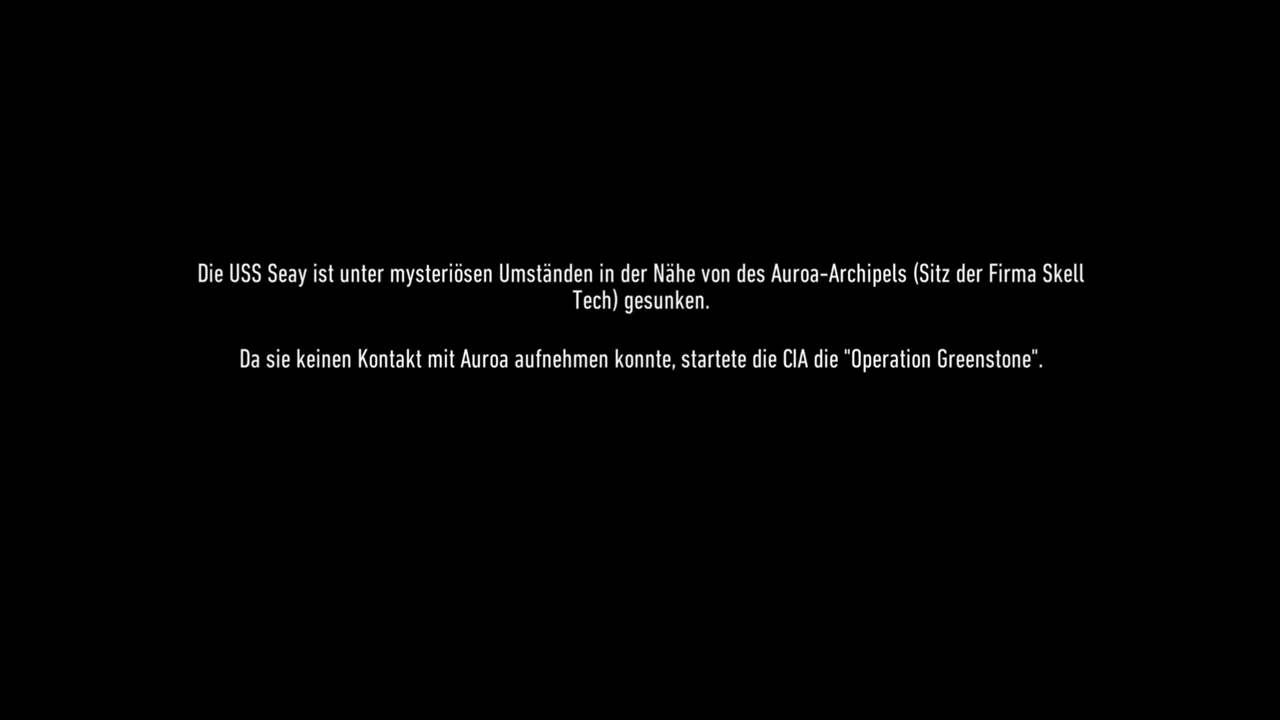 Die USS Seay ist unter mysteriösen Umständen in der Nähe von des Auroa-Archipels (Sitz der Firma Skell
Tech) gesunken.
Da sie keinen Kontakt mit Auroa aufnehmen konnte, startete die CIA die "Operation Greenstone".